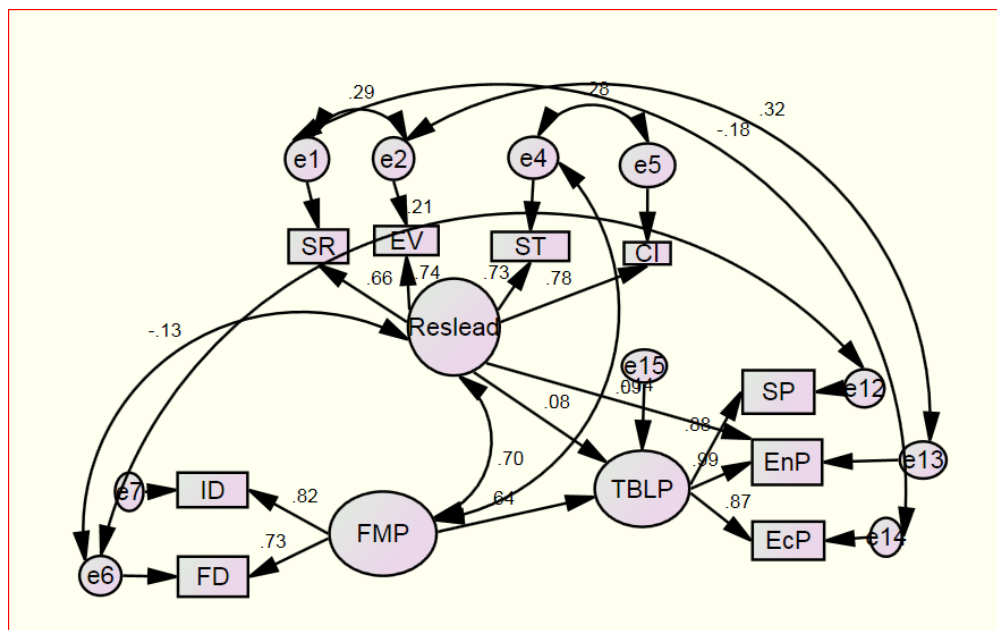 .29
.28
.32
-.18
e1
e2
e4
e5
.21
SR
EV
ST
CI
.66
.74
.73
.78
-.13
Reslead
e15
SP
e12
.08
.88
.70
EnP
e13
.99
e7
ID
.82
.64
TBLP
.87
FMP
EcP
e14
.73
e6
FD